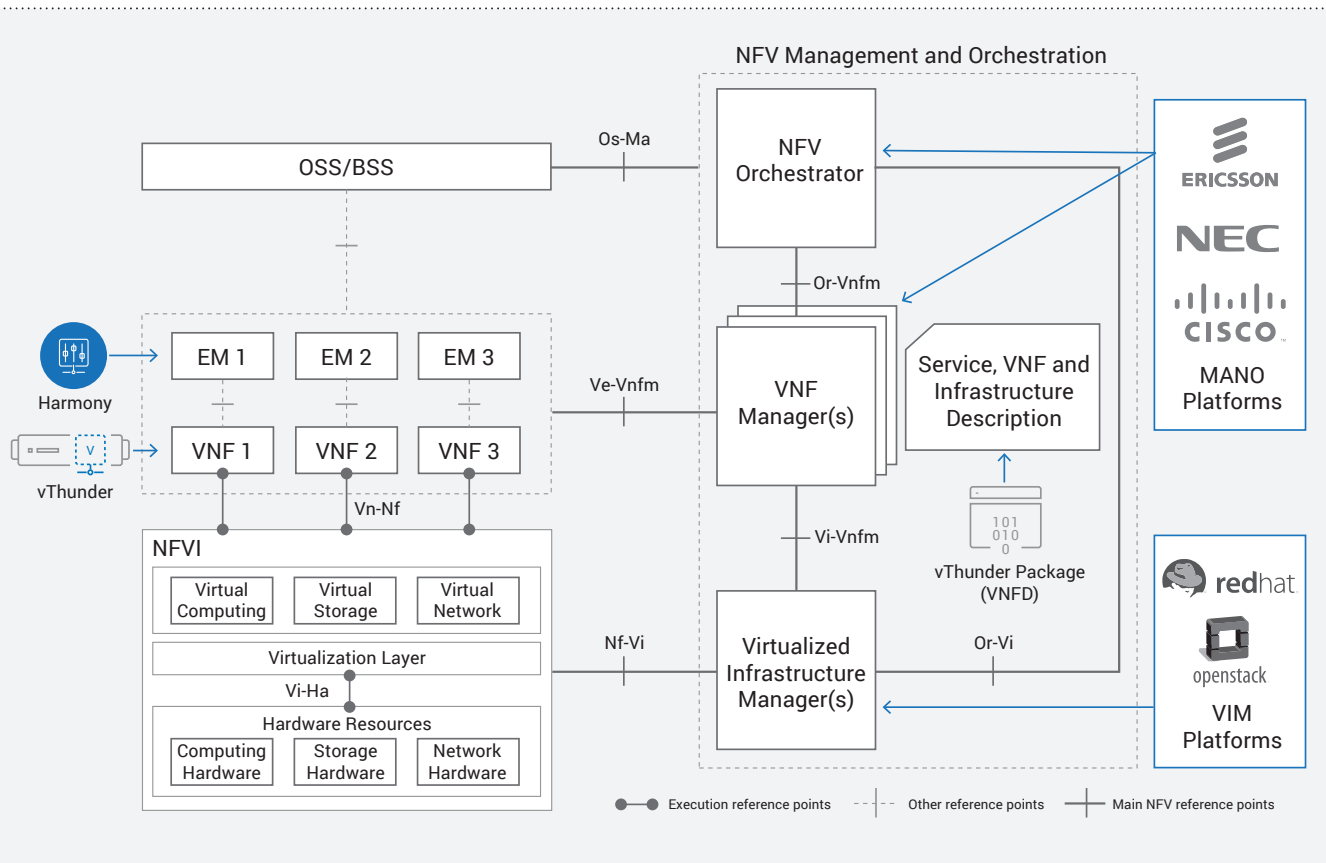 NFV Management and Orchestration
OSS/BSS
Os-Ma
NFV
Orchestrator
ERICSSON
NEC
CISCO
MANO
Platforms
Or-Vnfm
Harmony
EM 1
EM 2
EM 3
Ve-Vnfm
VNF
Manager(s)
Service, VNF and
Infrastructure
Description
vThunder
V
VNF 1
VNF 2
VNF 3
Vn-Nf
Vi-Vnfm
101
010
0
vThunder Package
(VNFD)
NFVI
Virtual
Computing
Virtual
Storage
Virtual
Network
Virtualization Layer
Vi-Ha
Hardware Resources
Computing
Hardware
Storage
Hardware
Network
Hardware
Nf-Vi
Virtualized
Infrastructure
Manager(s)
Or-Vi
redhat
openstack
VIM
Platforms
Execution reference points
Other reference points
Main NFV reference points